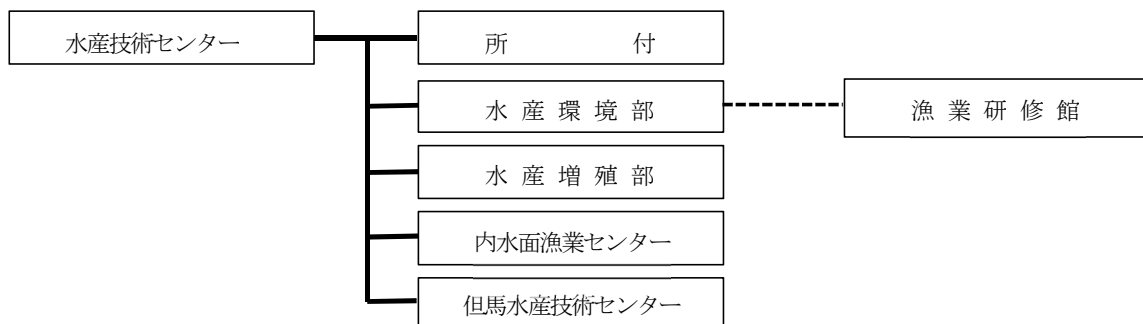 水産技術センター
所　　　　　付
水 産 環 境 部
漁 業 研 修 館
水 産 増 殖 部
内水面漁業センター
但馬水産技術センター